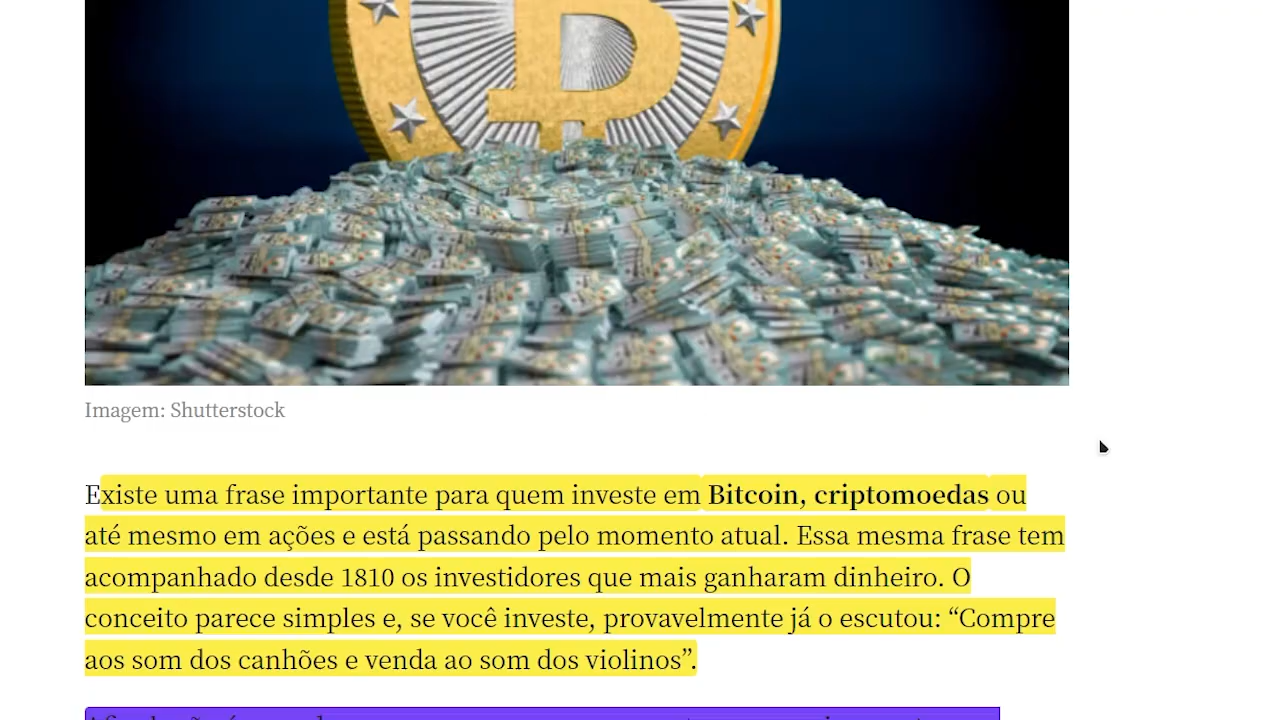 Imagem: Shutterstock
Existe uma frase importante para quem investe em Bitcoin, criptomoedas ou
até mesmo em ações e está passando pelo momento atual. Essa mesma frase tem
acompanhado desde 1810 os investidores que mais ganharam dinheiro. O
conceito parece simples e, se você investe, provavelmente já o escutou: “Compre
aos som dos canhões e venda ao som dos violinos”.